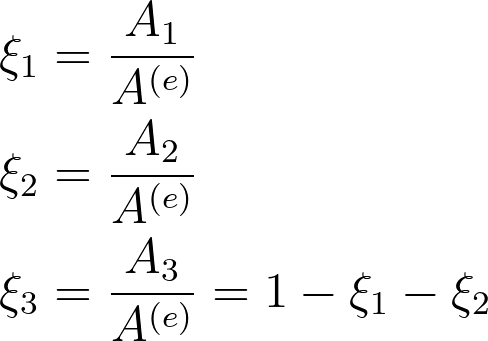 ξ₁ = A₁ / A⁽ᵉ⁾
ξ₂ = A₂ / A⁽ᵉ⁾
ξ₃ = A₃ / A⁽ᵉ⁾ = 1 − ξ₁ − ξ₂